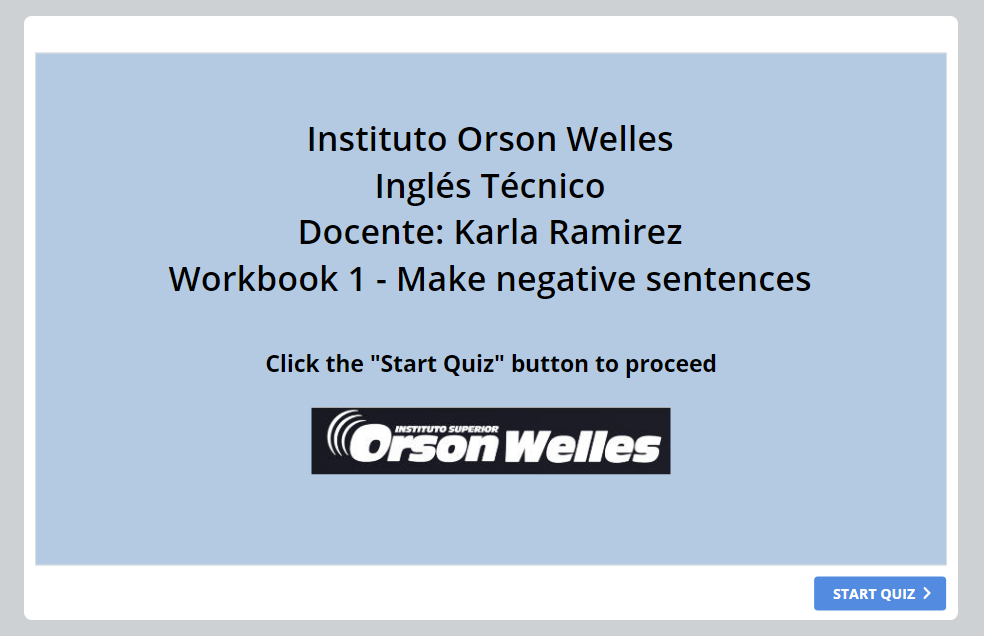 Instituto Orson Welles
Inglés Técnico
Docente: Karla Ramirez
Workbook 1 - Make negative sentences
Click the "Start Quiz" button to proceed
INSTITUTO SUPERIOR
Orson Welles
START QUIZ